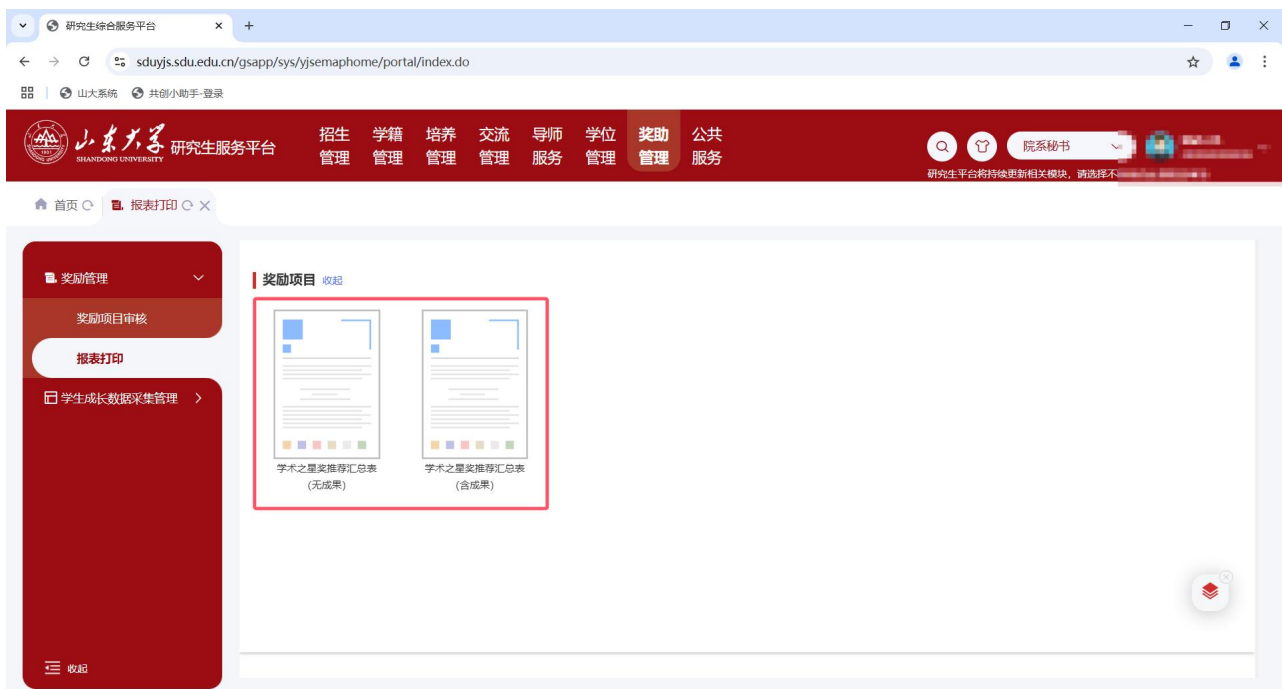 研究生综合服务平台
sduyjs.sdu.edu.cn/gsapp/sys/yjsemaphome/portal/index.do
山大系统 共创小助手-登录
山东大学 研究生服务平台
SHANDONG UNIVERSITY
1901
招生管理 学籍管理 培养管理 交流管理 导师服务 学位管理 奖助管理 公共服务
院系秘书
研究生平台将持续更新相关模块，请选择不
首页 报表打印
奖励管理
奖励项目审核
报表打印
学生成长数据采集管理
收起
奖励项目 收起
学术之星奖推荐汇总表
(无成果)
学术之星奖推荐汇总表
(含成果)